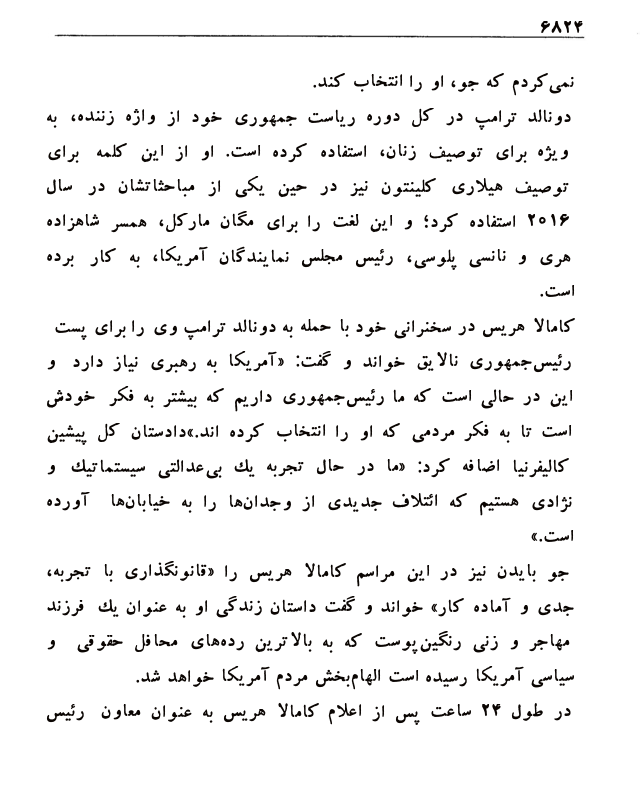 ۶۸۲۴
نمی‌کردم که جو، او را انتخاب کند.
دونالد ترامپ در کل دوره ریاست جمهوری خود از واژه زننده، به
ویژه برای توصیف زنان، استفاده کرده است. او از این کلمه برای
توصیف هیلاری کلینتون نیز در حین یکی از مباحثاتشان در سال
۲۰۱۶ استفاده کرد؛ و این لغت را برای مگان مارکل، همسر شاهزاده
هری و نانسی پلوسی، رئیس مجلس نمایندگان آمریکا، به کار برده
است.
کامالا هریس در سخنرانی خود با حمله به دونالد ترامپ وی را برای پست
رئیس‌جمهوری نالایق خواند و گفت: «آمریکا به رهبری نیاز دارد و
این در حالی است که ما رئیس‌جمهوری داریم که بیشتر به فکر خودش
است تا به فکر مردمی که او را انتخاب کرده اند.»دادستان کل پیشین
کالیفرنیا اضافه کرد: «ما در حال تجربه یك بی‌عدالتی سیستماتیك و
نژادی هستیم که ائتلاف جدیدی از وجدان‌ها را به خیابان‌ها آورده
است.»
جو بایدن نیز در این مراسم کامالا هریس را «قانونگذاری با تجربه،
جدی و آماده کار» خواند و گفت داستان زندگی او به عنوان یك فرزند
مهاجر و زنی رنگین‌پوست که به بالاترین رده‌های محافل حقوقی و
سیاسی آمریکا رسیده است الهام‌بخش مردم آمریکا خواهد شد.
در طول ۲۴ ساعت پس از اعلام کامالا هریس به عنوان معاون رئیس